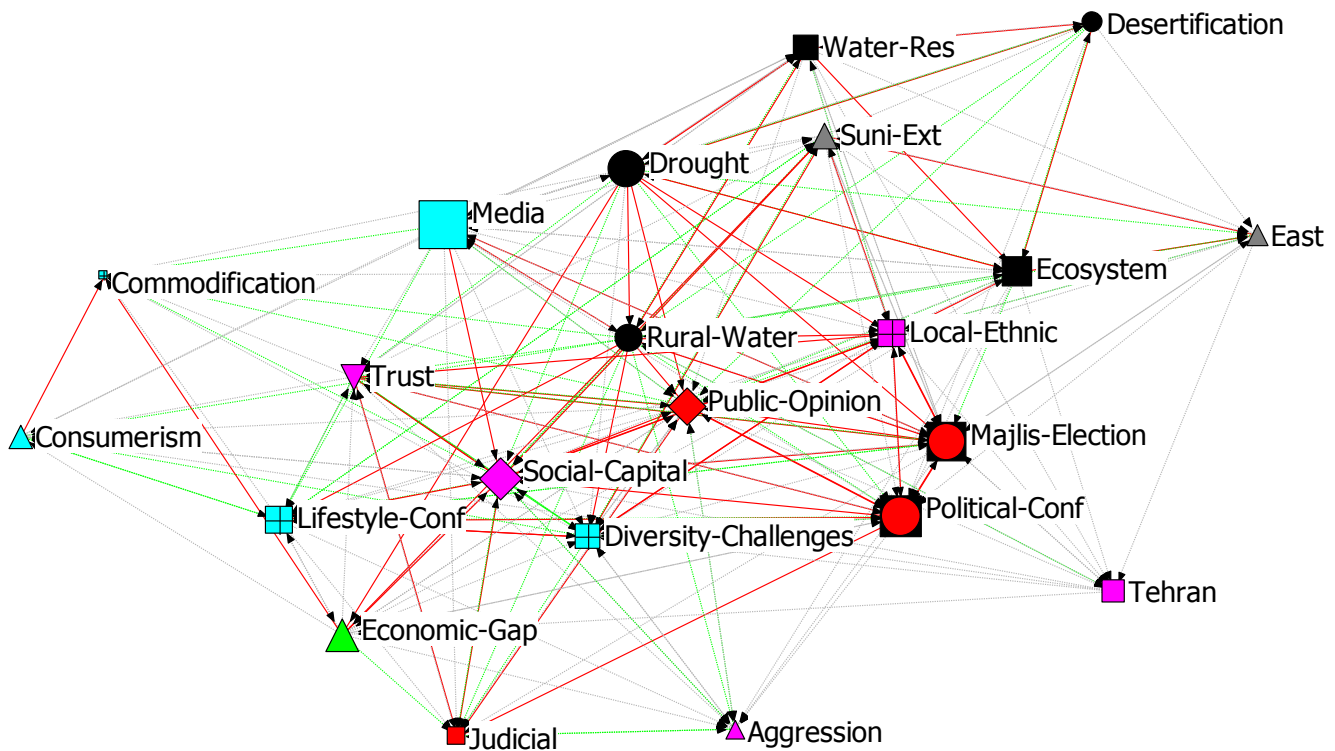 Desertification
Water-Res
Suni-Ext
Drought
Media
East
Ecosystem
Commodification
Rural-Water
Local-Ethnic
Trust
Public-Opinion
Consumerism
Majlis-Election
Social-Capital
Political-Conf
Lifestyle-Conf
Diversity-Challenges
Tehran
Economic-Gap
Judicial
Aggression